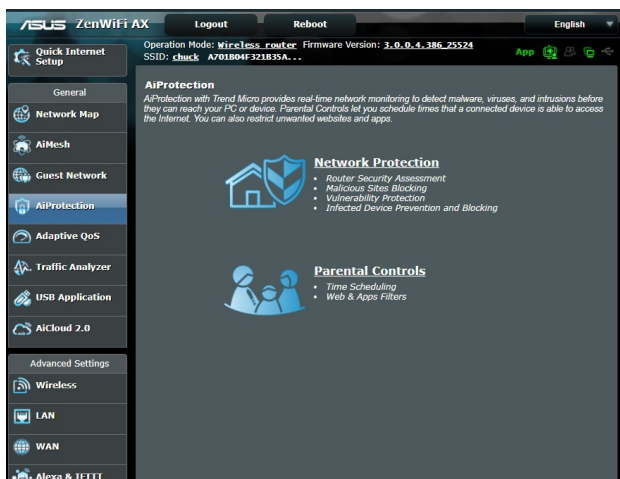 ASUS ZenWiFi AX Logout Reboot English
Quick Internet Setup
Operation Mode: Wireless router Firmware Version: 3.0.0.4.386_25524
SSID: chuck A701B04F321B35A...
App
General
Network Map
AiMesh
Guest Network
AiProtection
Adaptive QoS
Traffic Analyzer
USB Application
AiCloud 2.0
Advanced Settings
Wireless
LAN
WAN
Alexa & IFTTT
AiProtection
AiProtection with Trend Micro provides real-time network monitoring to detect malware, viruses, and intrusions before
they can reach your PC or device. Parental Controls let you schedule times that a connected device is able to access
the Internet. You can also restrict unwanted websites and apps.
Network Protection
• Router Security Assessment
• Malicious Sites Blocking
• Vulnerability Protection
• Infected Device Prevention and Blocking
Parental Controls
• Time Scheduling
• Web & Apps Filters